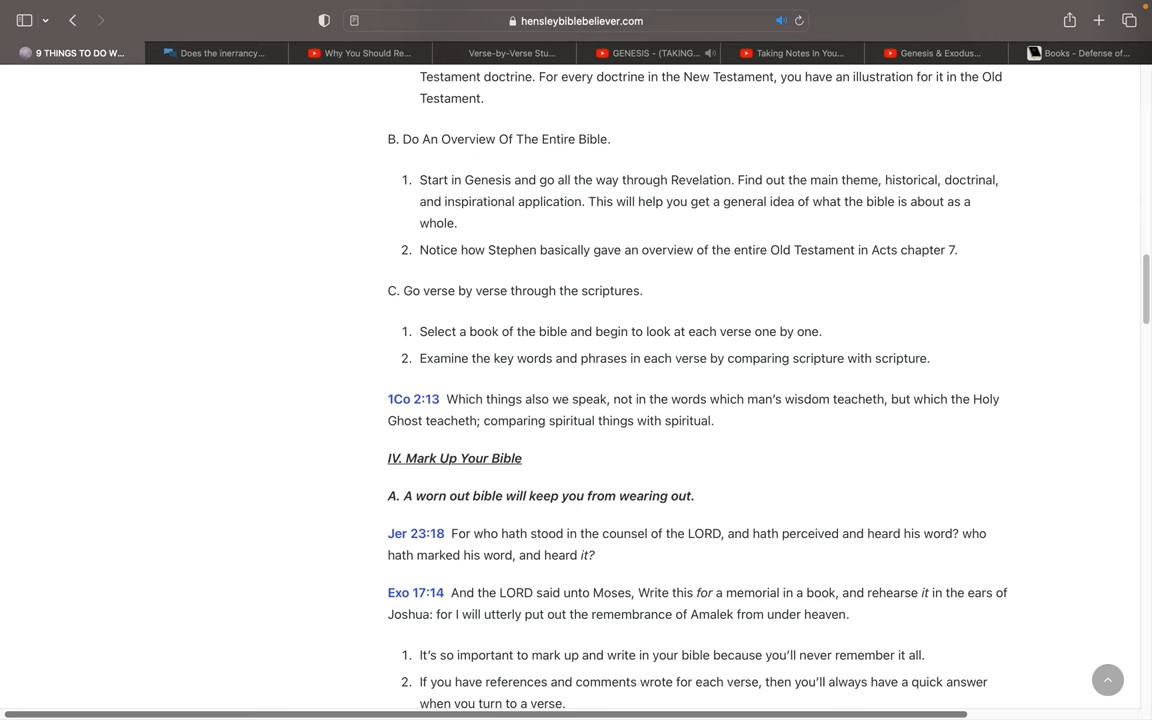 hensleybiblebeliever.com
9 THINGS TO DO W...
Does the inerrancy...
Why You Should Re...
Verse-by-Verse Stu...
GENESIS - (TAKING...
Taking Notes In You...
Genesis & Exodus...
Books - Defense of...
Testament doctrine. For every doctrine in the New Testament, you have an illustration for it in the Old
Testament.
B. Do An Overview Of The Entire Bible.
1. Start in Genesis and go all the way through Revelation. Find out the main theme, historical, doctrinal,
and inspirational application. This will help you get a general idea of what the bible is about as a
whole.
2. Notice how Stephen basically gave an overview of the entire Old Testament in Acts chapter 7.
C. Go verse by verse through the scriptures.
1. Select a book of the bible and begin to look at each verse one by one.
2. Examine the key words and phrases in each verse by comparing scripture with scripture.
1Co 2:13 Which things also we speak, not in the words which man's wisdom teacheth, but which the Holy
Ghost teacheth; comparing spiritual things with spiritual.
IV. Mark Up Your Bible
A. A worn out bible will keep you from wearing out.
Jer 23:18 For who hath stood in the counsel of the LORD, and hath perceived and heard his word? who
hath marked his word, and heard it?
Exo 17:14 And the LORD said unto Moses, Write this for a memorial in a book, and rehearse it in the ears of
Joshua: for I will utterly put out the remembrance of Amalek from under heaven.
1. It's so important to mark up and write in your bible because you'll never remember it all.
2. If you have references and comments wrote for each verse, then you'll always have a quick answer
when you turn to a verse.